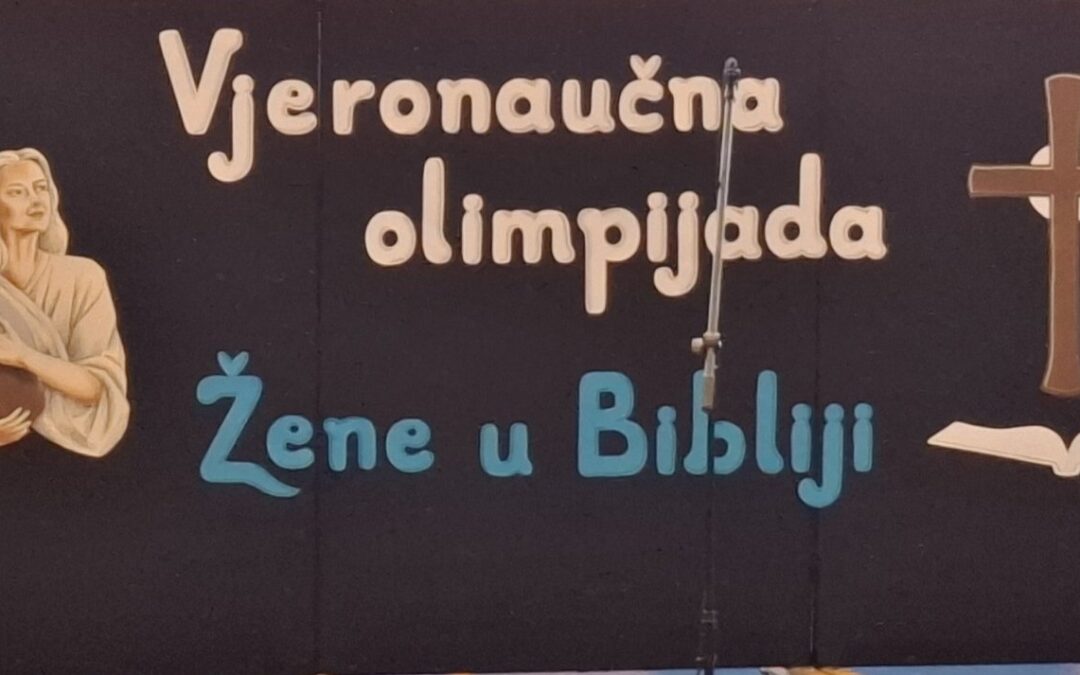 Vjeronaučna
olimpijada
Žene u Bibliji